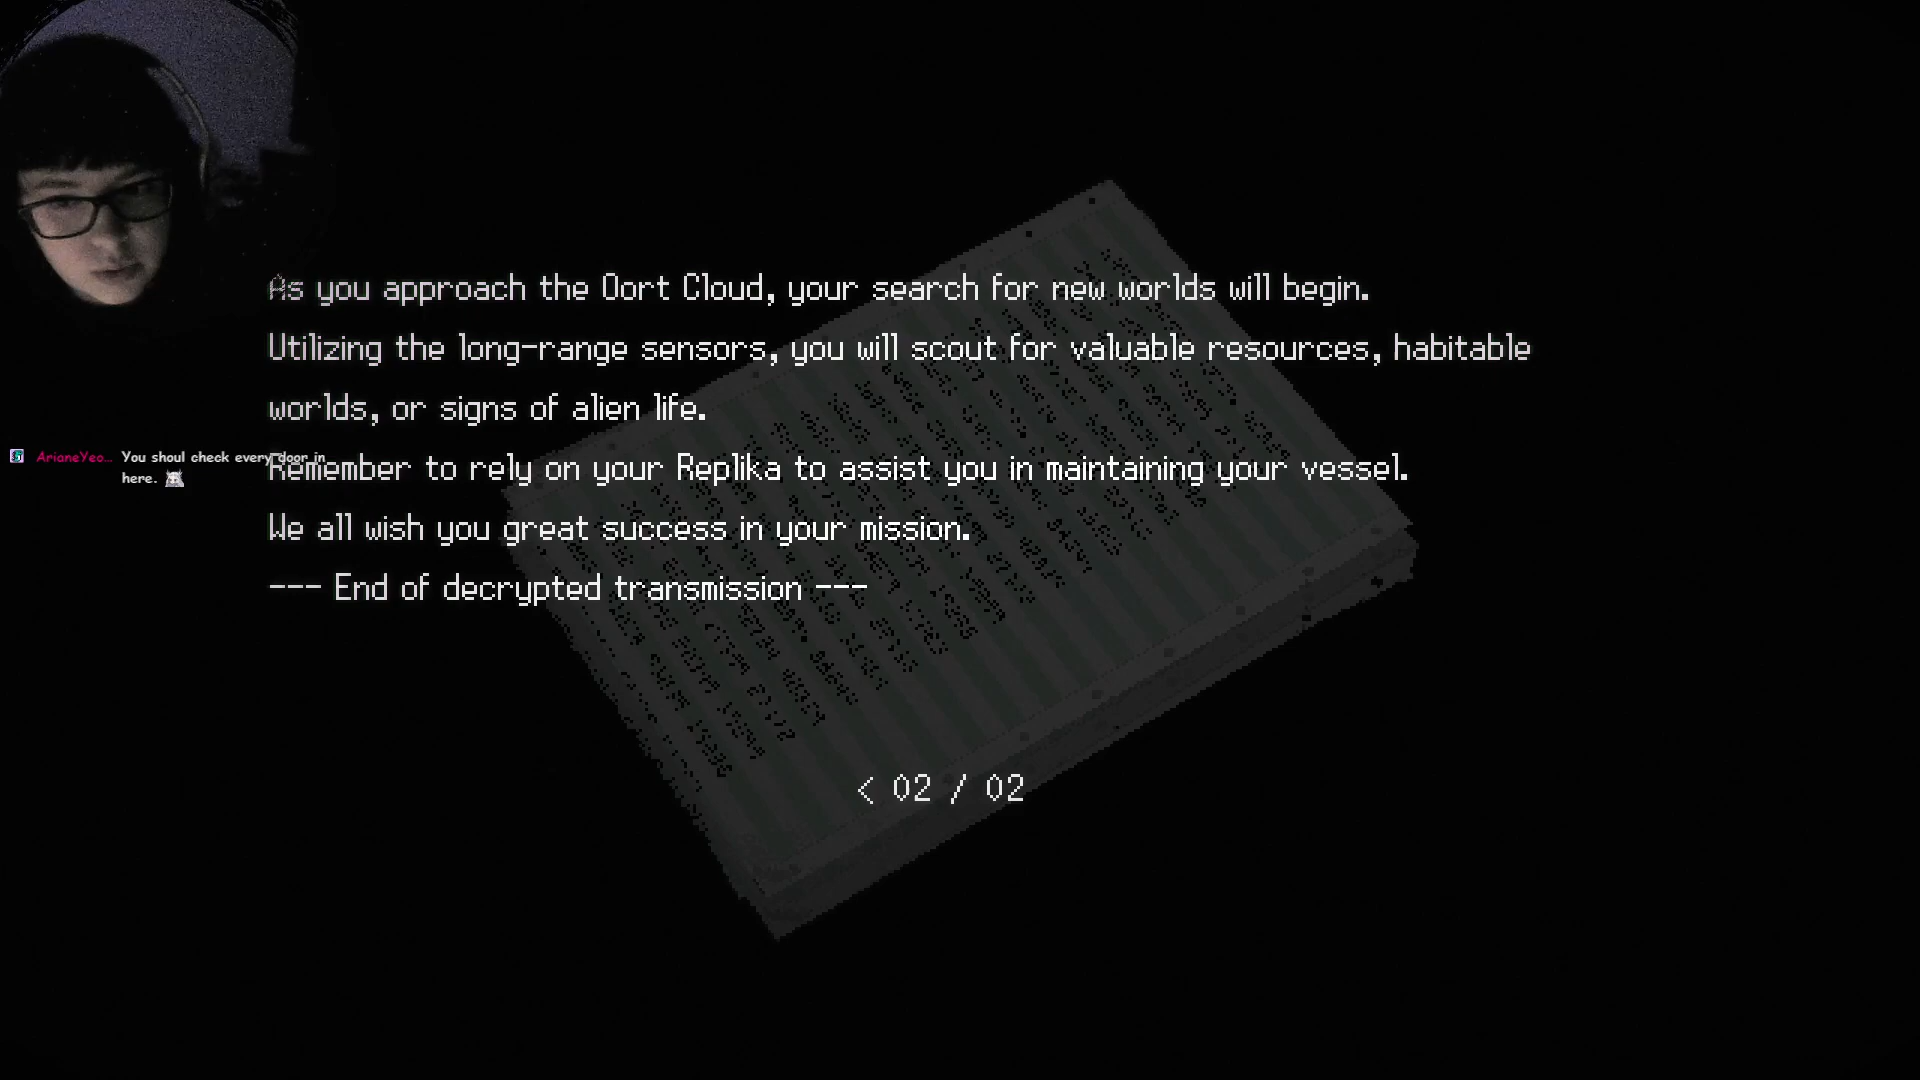 As you approach the Oort Cloud, your search for new worlds will begin.
Utilizing the long-range sensors, you will scout for valuable resources, habitable
worlds, or signs of alien life.
ArianeYeo… You shoul check every door in
here.
Remember to rely on your Replika to assist you in maintaining your vessel.
We all wish you great success in your mission.
--- End of decrypted transmission ---
< 02 / 02